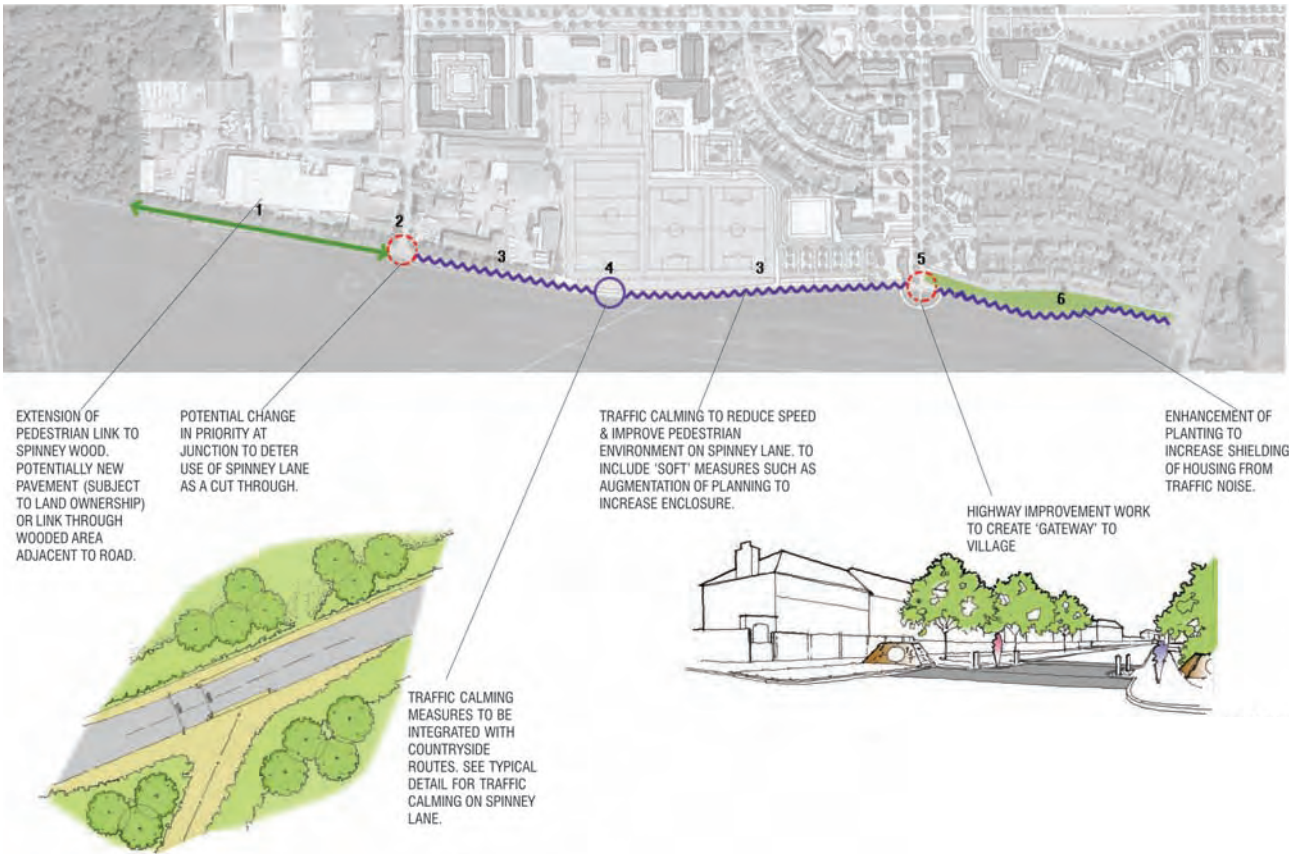 1
2
3
4
3
5
6
EXTENSION OF
PEDESTRIAN LINK TO
SPINNEY WOOD.
POTENTIALLY NEW
PAVEMENT (SUBJECT
TO LAND OWNERSHIP)
OR LINK THROUGH
WOODED AREA
ADJACENT TO ROAD.
POTENTIAL CHANGE
IN PRIORITY AT
JUNCTION TO DETER
USE OF SPINNEY LANE
AS A CUT THROUGH.
TRAFFIC CALMING
MEASURES TO BE
INTEGRATED WITH
COUNTRYSIDE
ROUTES. SEE TYPICAL
DETAIL FOR TRAFFIC
CALMING ON SPINNEY
LANE.
TRAFFIC CALMING TO REDUCE SPEED
& IMPROVE PEDESTRIAN
ENVIRONMENT ON SPINNEY LANE. TO
INCLUDE 'SOFT' MEASURES SUCH AS
AUGMENTATION OF PLANNING TO
INCREASE ENCLOSURE.
HIGHWAY IMPROVEMENT WORK
TO CREATE 'GATEWAY' TO
VILLAGE
ENHANCEMENT OF
PLANTING TO
INCREASE SHIELDING
OF HOUSING FROM
TRAFFIC NOISE.